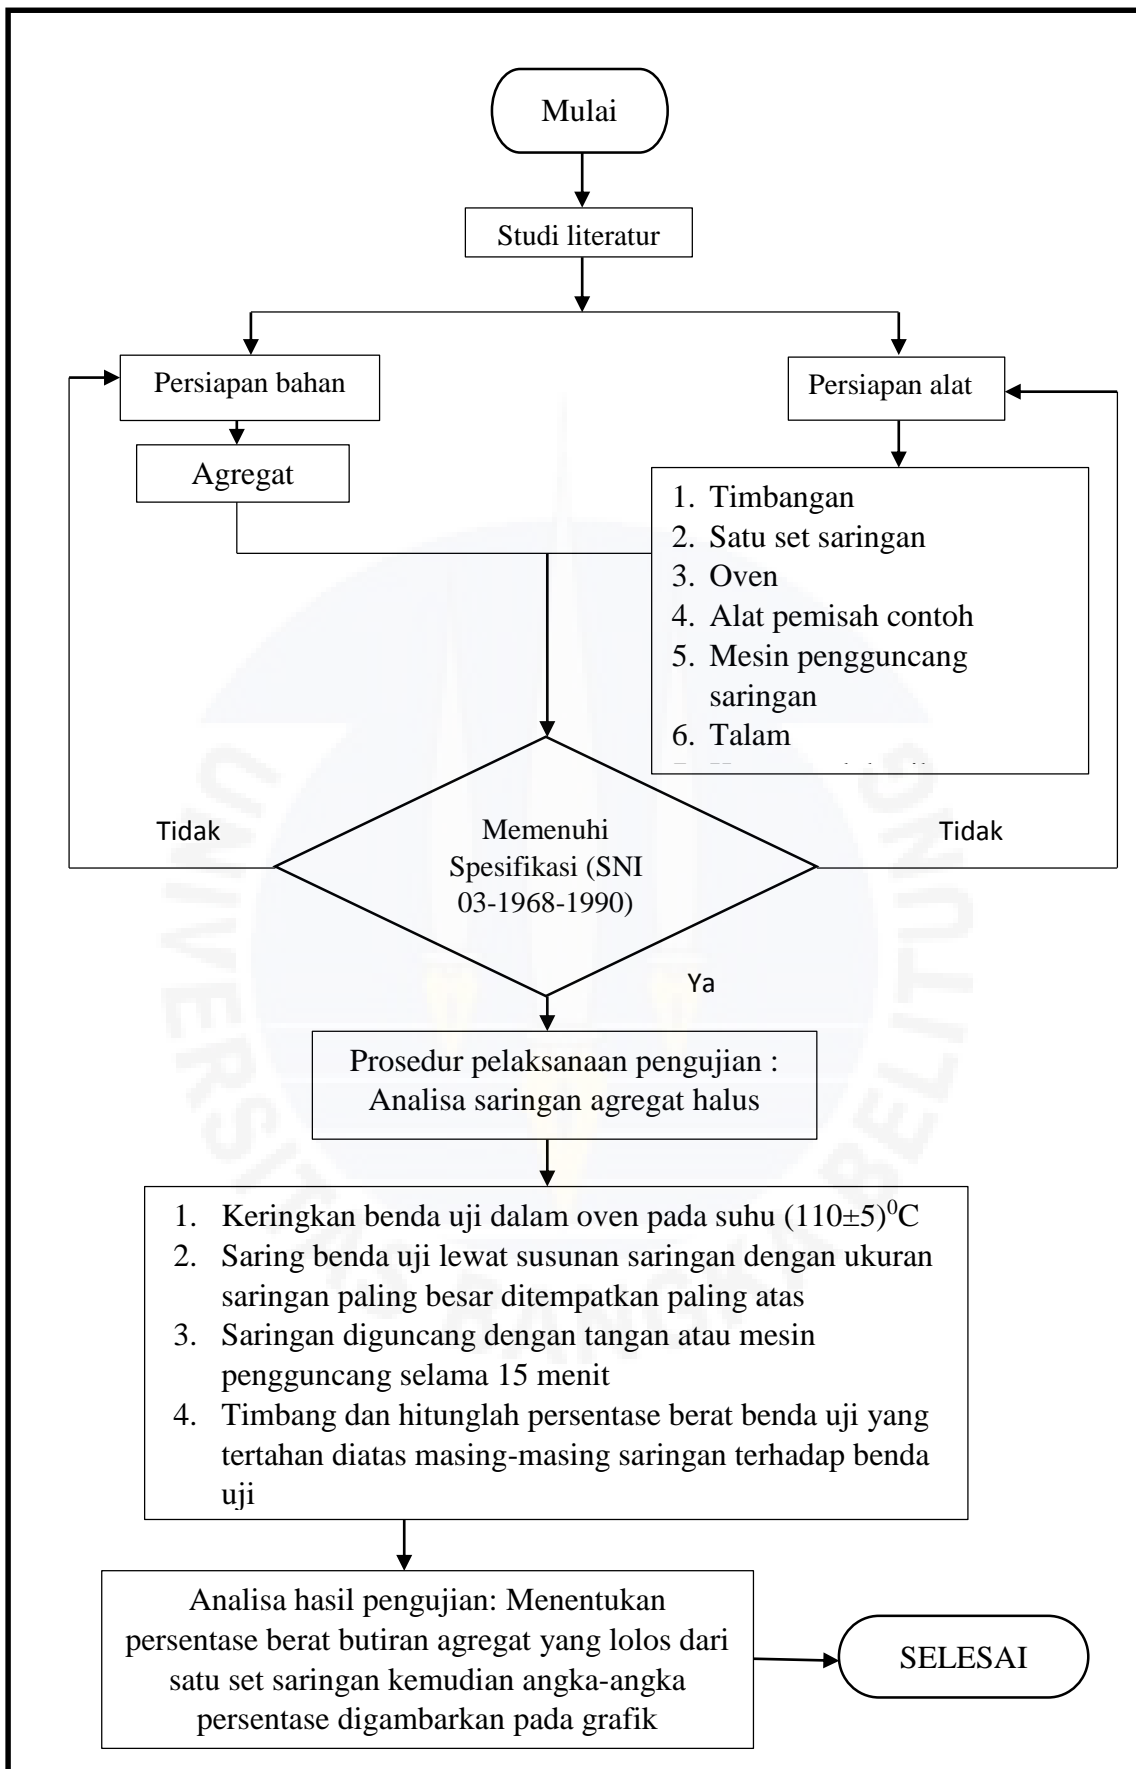 Mulai
Studi literatur
Persiapan bahan
Persiapan alat
Agregat
1. Timbangan
2. Satu set saringan
3. Oven
4. Alat pemisah contoh
5. Mesin pengguncang
saringan
6. Talam
Tidak
Memenuhi
Spesifikasi (SNI
03-1968-1990)
Tidak
Ya
Prosedur pelaksanaan pengujian :
Analisa saringan agregat halus
1. Keringkan benda uji dalam oven pada suhu (110±5)⁰C
2. Saring benda uji lewat susunan saringan dengan ukuran
saringan paling besar ditempatkan paling atas
3. Saringan diguncang dengan tangan atau mesin
pengguncang selama 15 menit
4. Timbang dan hitunglah persentase berat benda uji yang
tertahan diatas masing-masing saringan terhadap benda
uji
Analisa hasil pengujian: Menentukan
persentase berat butiran agregat yang lolos dari
satu set saringan kemudian angka-angka
persentase digambarkan pada grafik
SELESAI
UNIVERSITAS BANGKA BELITUNG